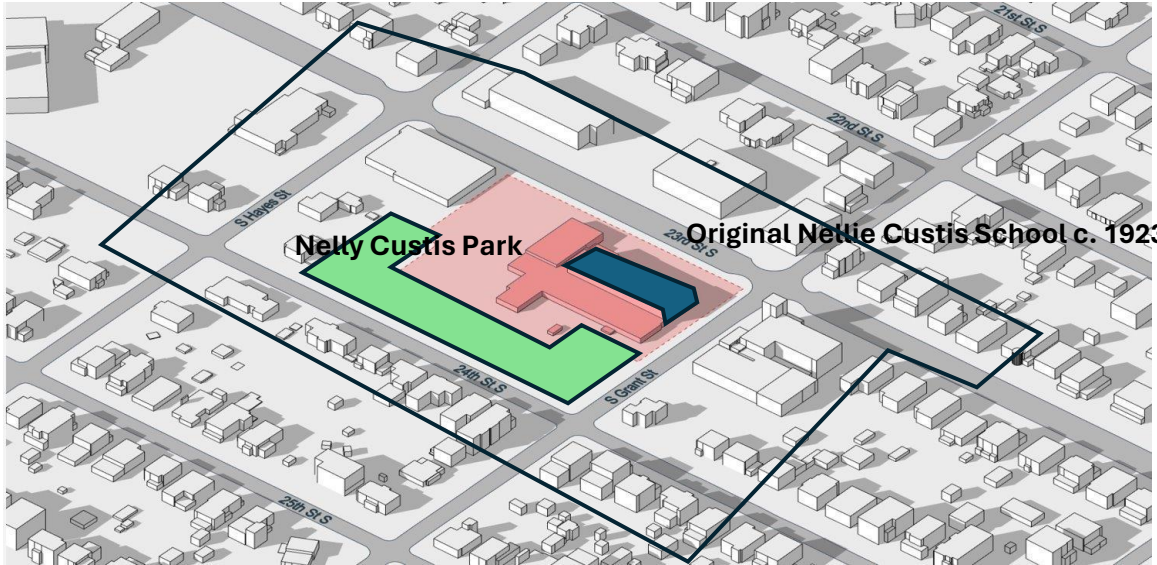 21st St S
22nd St S
S Hayes St
Nelly Custis Park
23rd St S
Original Nellie Custis School c. 1923
24th St S
S Grant St
25th St S